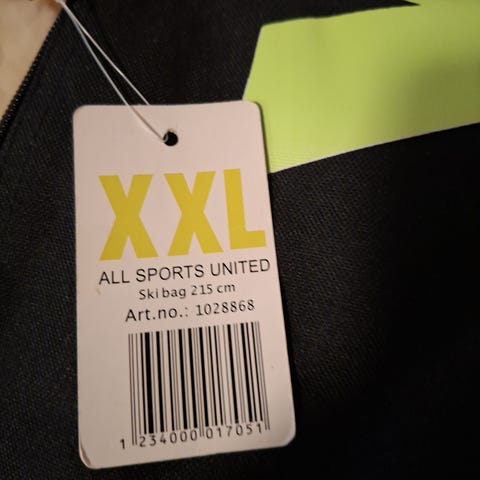 XXL
ALL SPORTS UNITED
Ski bag 215 cm
Art.no.: 1028868
1 234000 017051